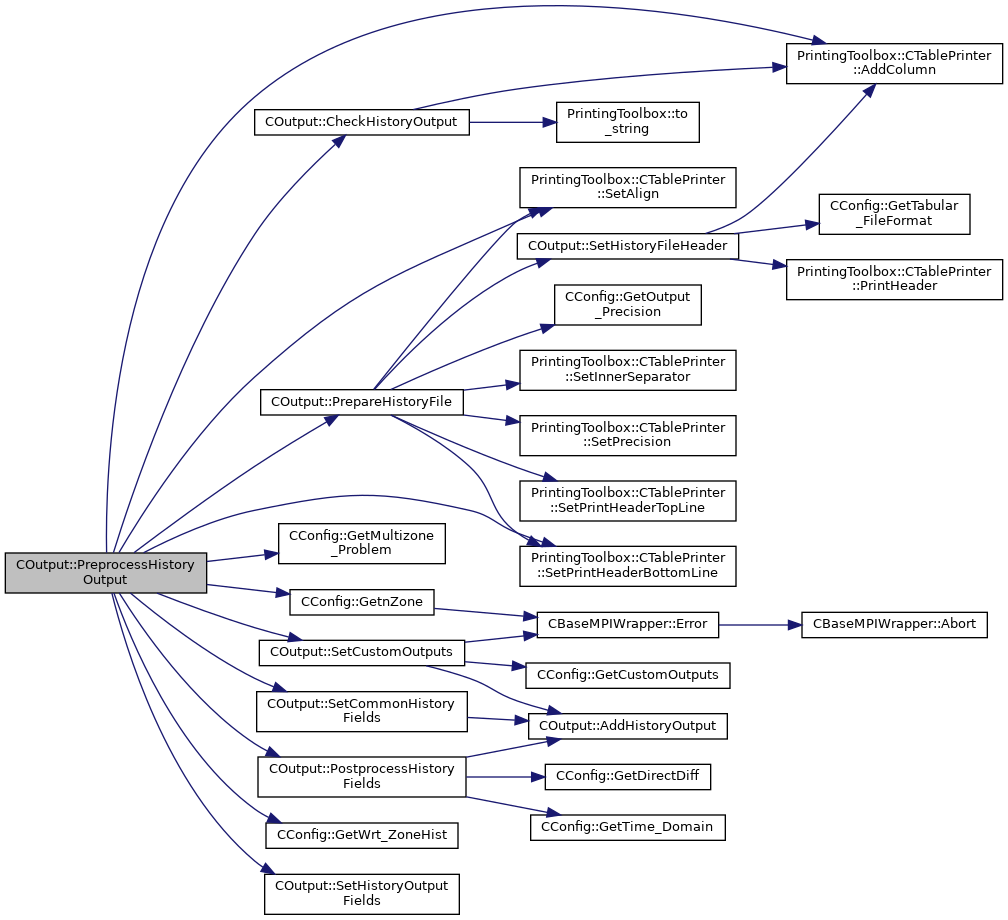 PrintingToolbox::CTablePrinter
::AddColumn
COutput::CheckHistoryOutput
PrintingToolbox::to
_string
PrintingToolbox::CTablePrinter
::SetAlign
CConfig::GetTabular
_FileFormat
COutput::SetHistoryFileHeader
PrintingToolbox::CTablePrinter
::PrintHeader
CConfig::GetOutput
_Precision
PrintingToolbox::CTablePrinter
::SetInnerSeparator
COutput::PrepareHistoryFile
PrintingToolbox::CTablePrinter
::SetPrecision
PrintingToolbox::CTablePrinter
::SetPrintHeaderTopLine
CConfig::GetMultizone
_Problem
PrintingToolbox::CTablePrinter
::SetPrintHeaderBottomLine
COutput::PreprocessHistory
Output
CConfig::GetnZone
CBaseMPIWrapper::Error
CBaseMPIWrapper::Abort
COutput::SetCustomOutputs
CConfig::GetCustomOutputs
COutput::SetCommonHistory
Fields
COutput::AddHistoryOutput
COutput::PostprocessHistory
Fields
CConfig::GetDirectDiff
CConfig::GetTime_Domain
CConfig::GetWrt_ZoneHist
COutput::SetHistoryOutput
Fields